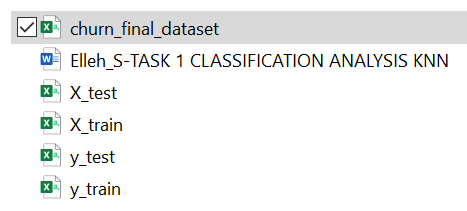 churn_final_dataset
Elleh_S-TASK 1 CLASSIFICATION ANALYSIS KNN
X_test
X_train
y_test
y_train